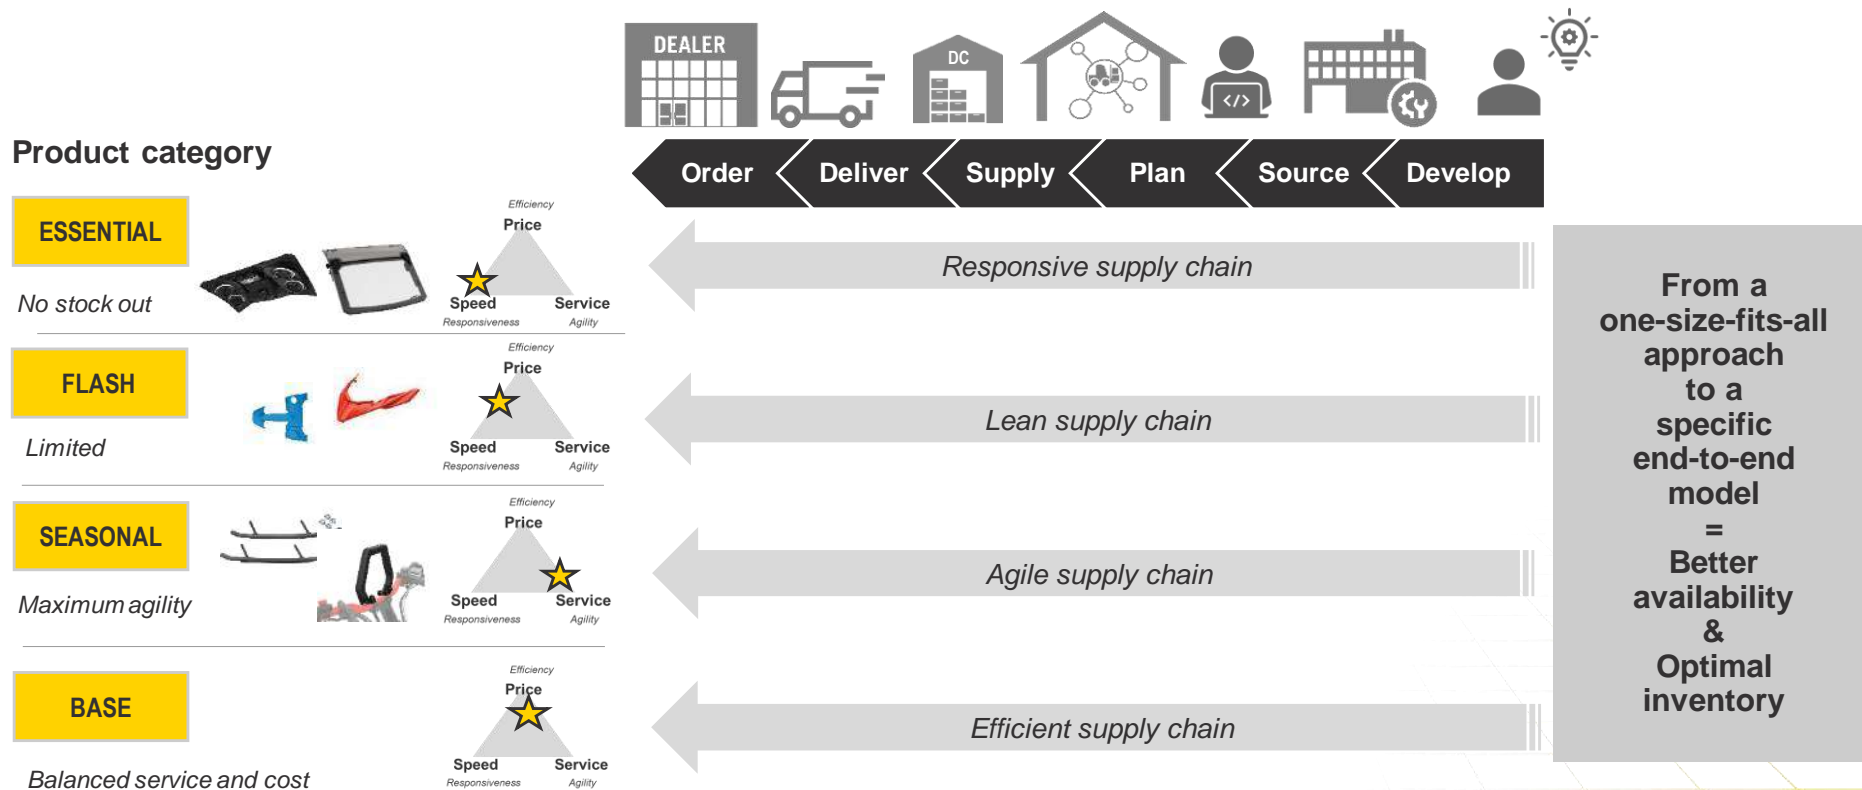 DEALER
DC
</>
Product category
Order
Deliver
Supply
Plan
Source
Develop
ESSENTIAL
No stock out
Efficiency
Price
Speed
Service
Responsiveness
Agility
Responsive supply chain
FLASH
Limited
Efficiency
Price
Speed
Service
Responsiveness
Agility
Lean supply chain
SEASONAL
Maximum agility
Efficiency
Price
Speed
Service
Responsiveness
Agility
Agile supply chain
BASE
Balanced service and cost
Efficiency
Price
Speed
Service
Responsiveness
Agility
Efficient supply chain
From a
one-size-fits-all
approach
to a
specific
end-to-end
model
=
Better
availability
&
Optimal
inventory